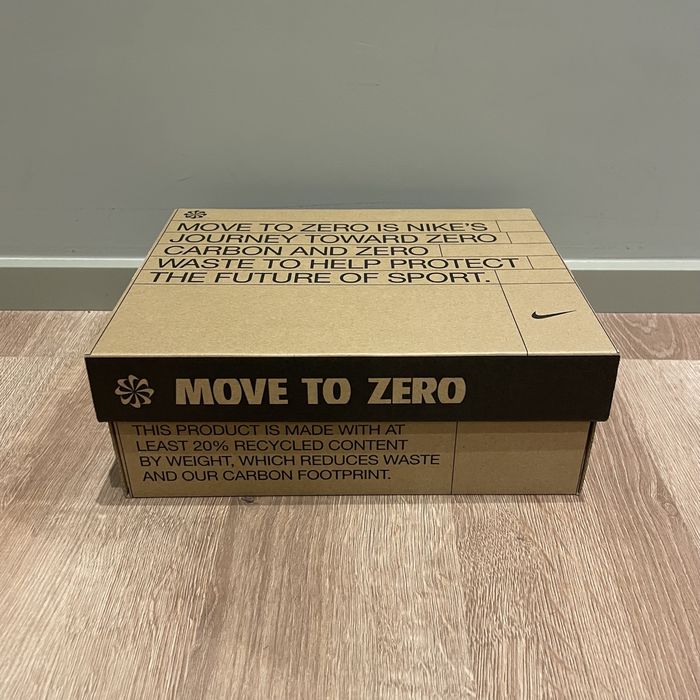 MOVE TO ZERO IS NIKE'S
JOURNEY TOWARD ZERO
CARBON AND ZERO
WASTE TO HELP PROTECT
THE FUTURE OF SPORT.
MOVE TO ZERO
THIS PRODUCT IS MADE WITH AT
LEAST 20% RECYCLED CONTENT
BY WEIGHT, WHICH REDUCES WASTE
AND OUR CARBON FOOTPRINT.